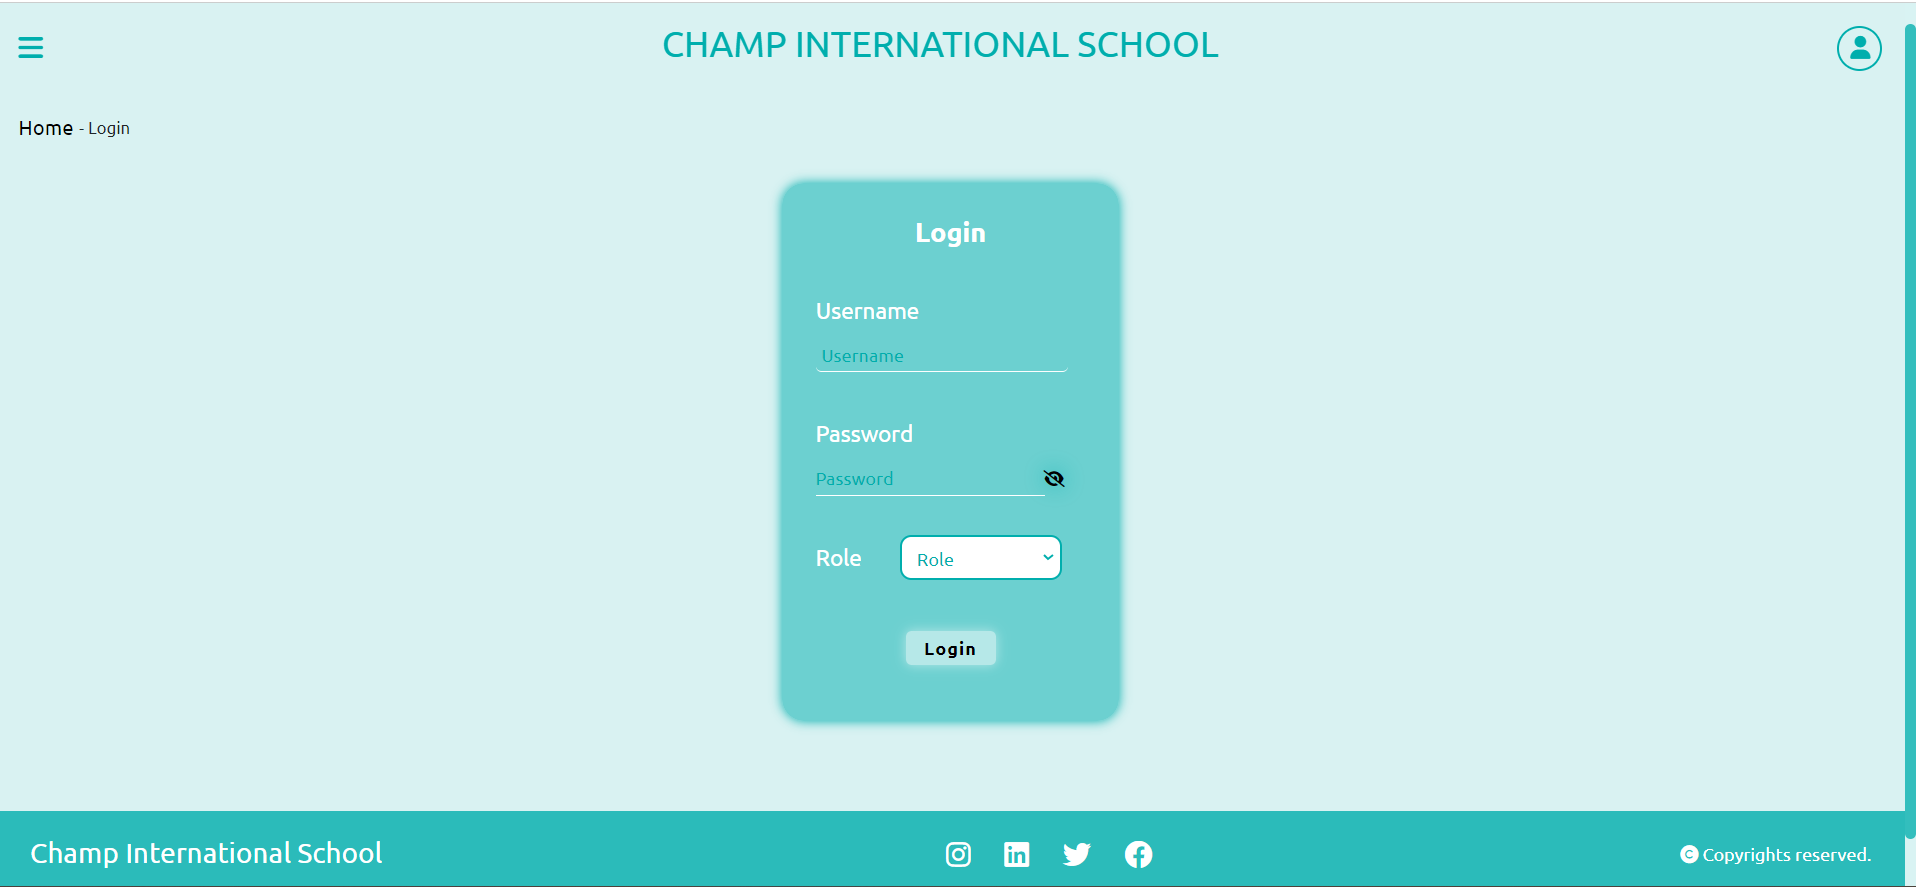 CHAMP INTERNATIONAL SCHOOL
Home - Login
Login
Username
Username
Password
Password
Role Role
Login
Champ International School
© Copyrights reserved.